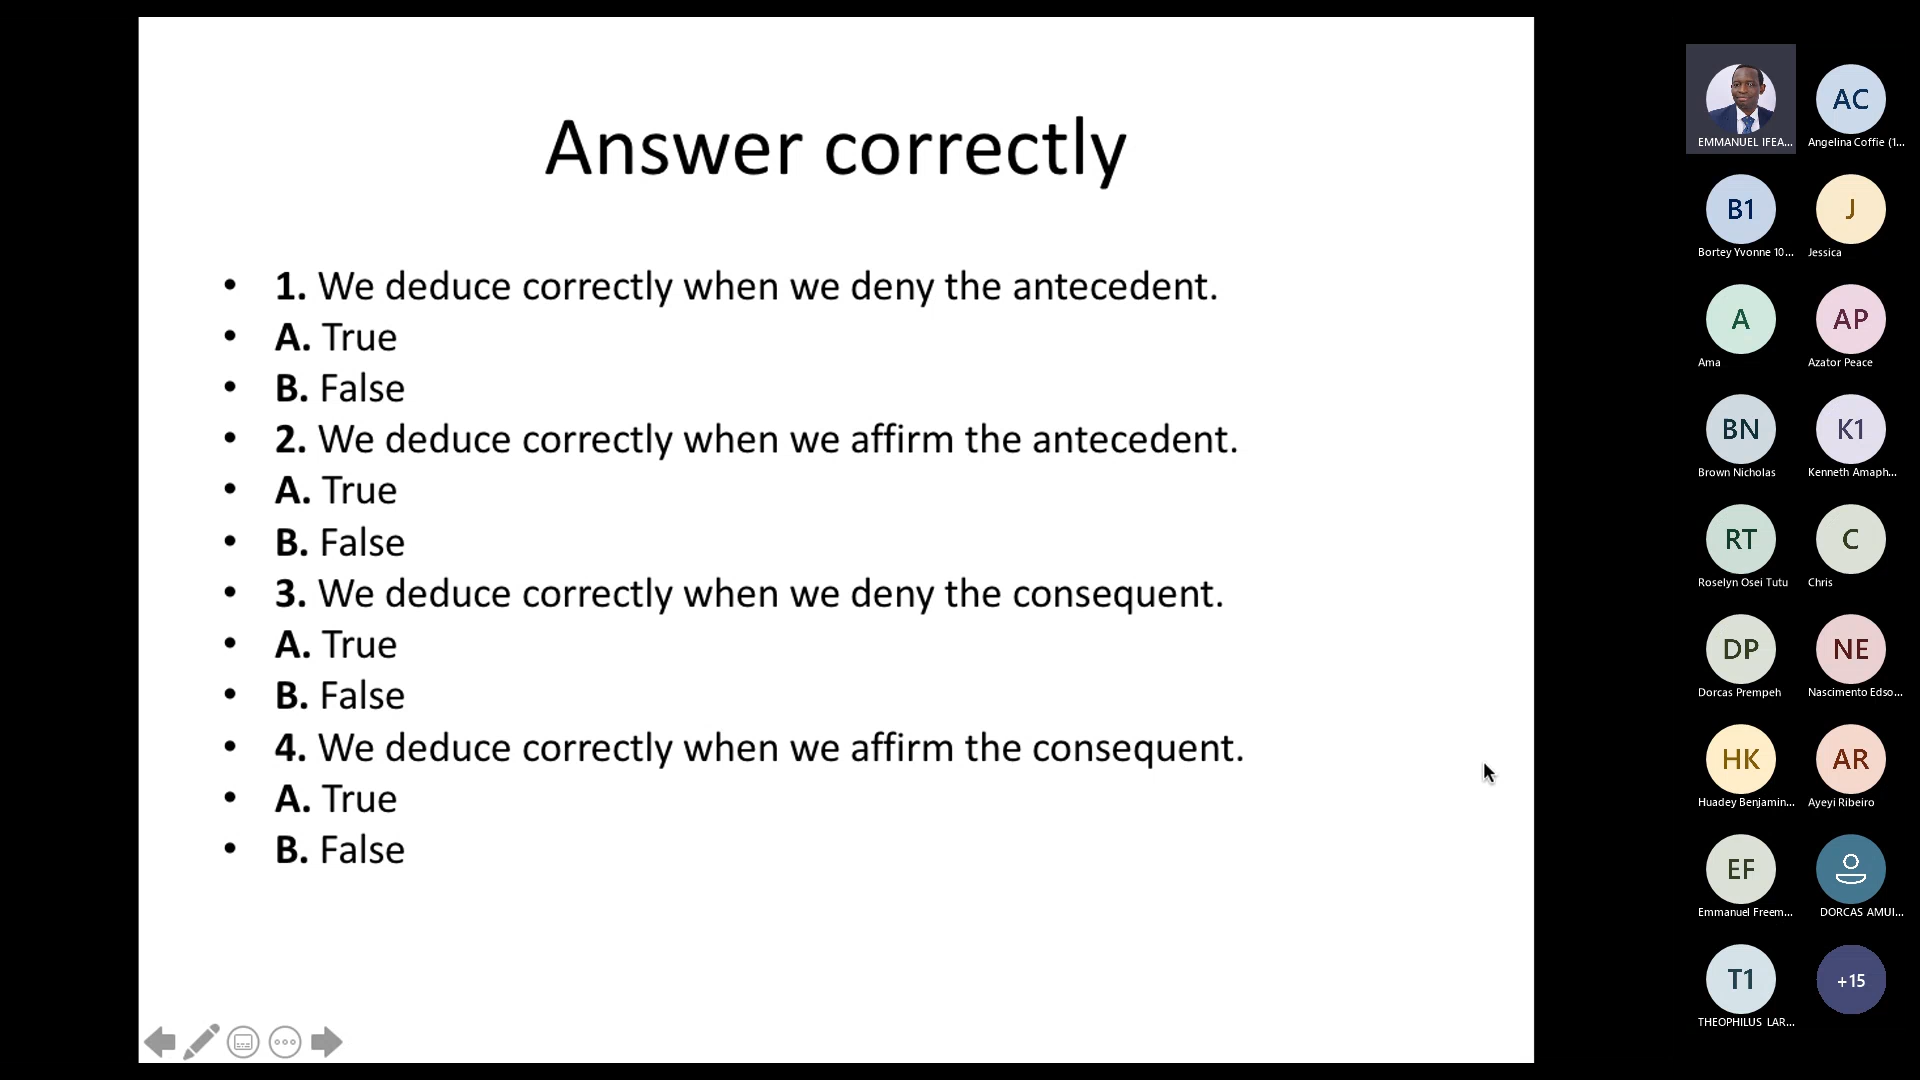 Answer correctly
• 1. We deduce correctly when we deny the antecedent.
• A. True
• B. False
• 2. We deduce correctly when we affirm the antecedent.
• A. True
• B. False
• 3. We deduce correctly when we deny the consequent.
• A. True
• B. False
• 4. We deduce correctly when we affirm the consequent.
• A. True
• B. False
EMMANUEL IFEA...
AC
Angelina Coffie (1...
B1
Bortey Yvonne 10...
J
Jessica
A
Ama
AP
Azator Peace
BN
Brown Nicholas
K1
Kenneth Amaph...
RT
Roselyn Osei Tutu
C
Chris
DP
Dorcas Prempeh
NE
Nascimento Edso...
HK
Huadey Benjamin...
AR
Ayeyi Ribeiro
EF
Emmanuel Freem...
DORCAS AMUI...
T1
THEOPHILUS LAR...
+15